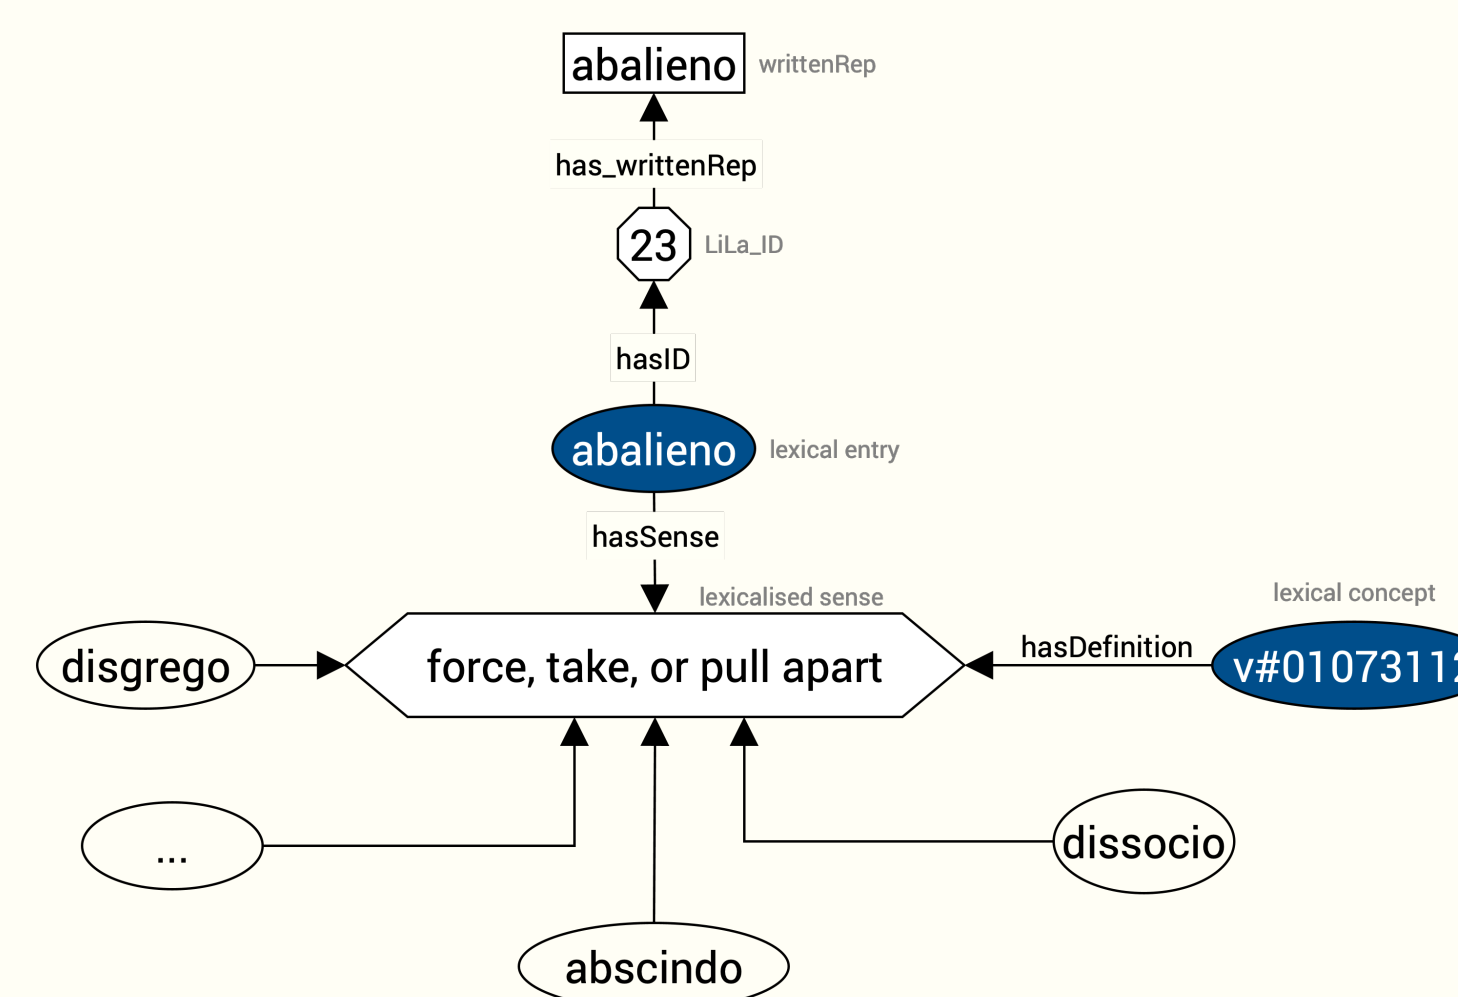 abalieno writtenRep
has_writtenRep
23 LiLa_ID
hasID
abalieno lexical entry
hasSense
lexicalised sense
lexical concept
disgrego
force, take, or pull apart
hasDefinition
v#0107311
...
dissocio
abscindo